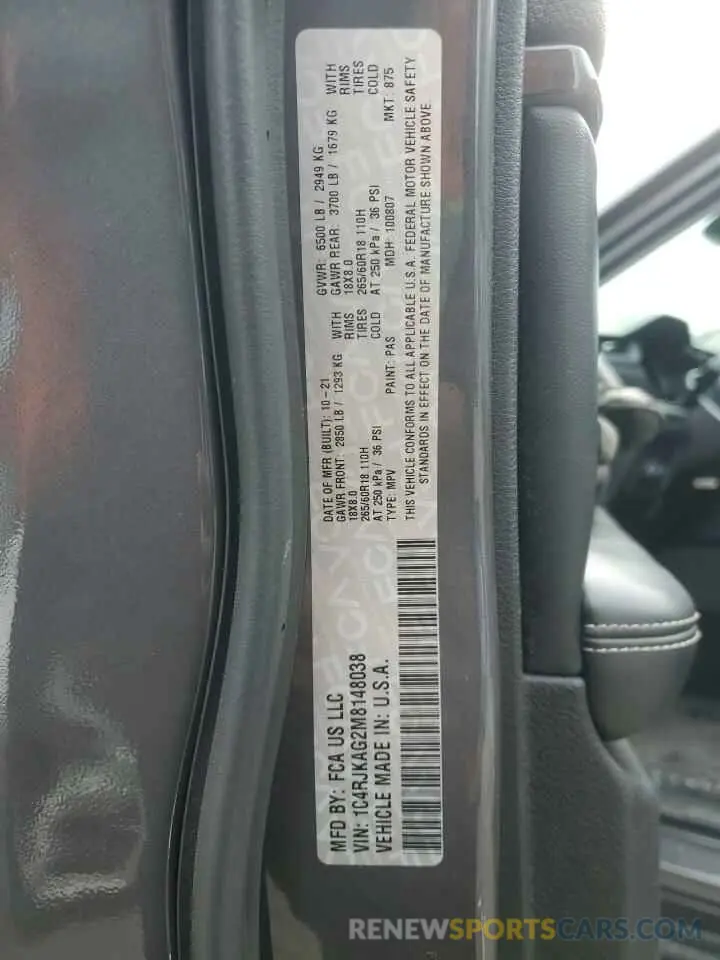 MFD BY: FCA US LLC
VIN: 1C4RJKAG2M8148038
VEHICLE MADE IN: U.S.A.
DATE OF MFR (BUILT): 10-21
GAWR FRONT: 2850 LB / 1293 KG WITH
18X8.0 RIMS
265/60R18 110H TIRES
AT 250 kPa / 36 PSI COLD
TYPE: MPV PAINT: PAS
GVWR: 6500 LB / 2949 KG
GAWR REAR: 3700 LB / 1679 KG WITH
18X8.0 RIMS
265/60R18 110H TIRES
AT 250 kPa / 36 PSI COLD
MDH: 100807 MKT: 875
THIS VEHICLE CONFORMS TO ALL APPLICABLE U.S.A. FEDERAL MOTOR VEHICLE SAFETY
STANDARDS IN EFFECT ON THE DATE OF MANUFACTURE SHOWN ABOVE
RENEWSPORTSCARS.COM